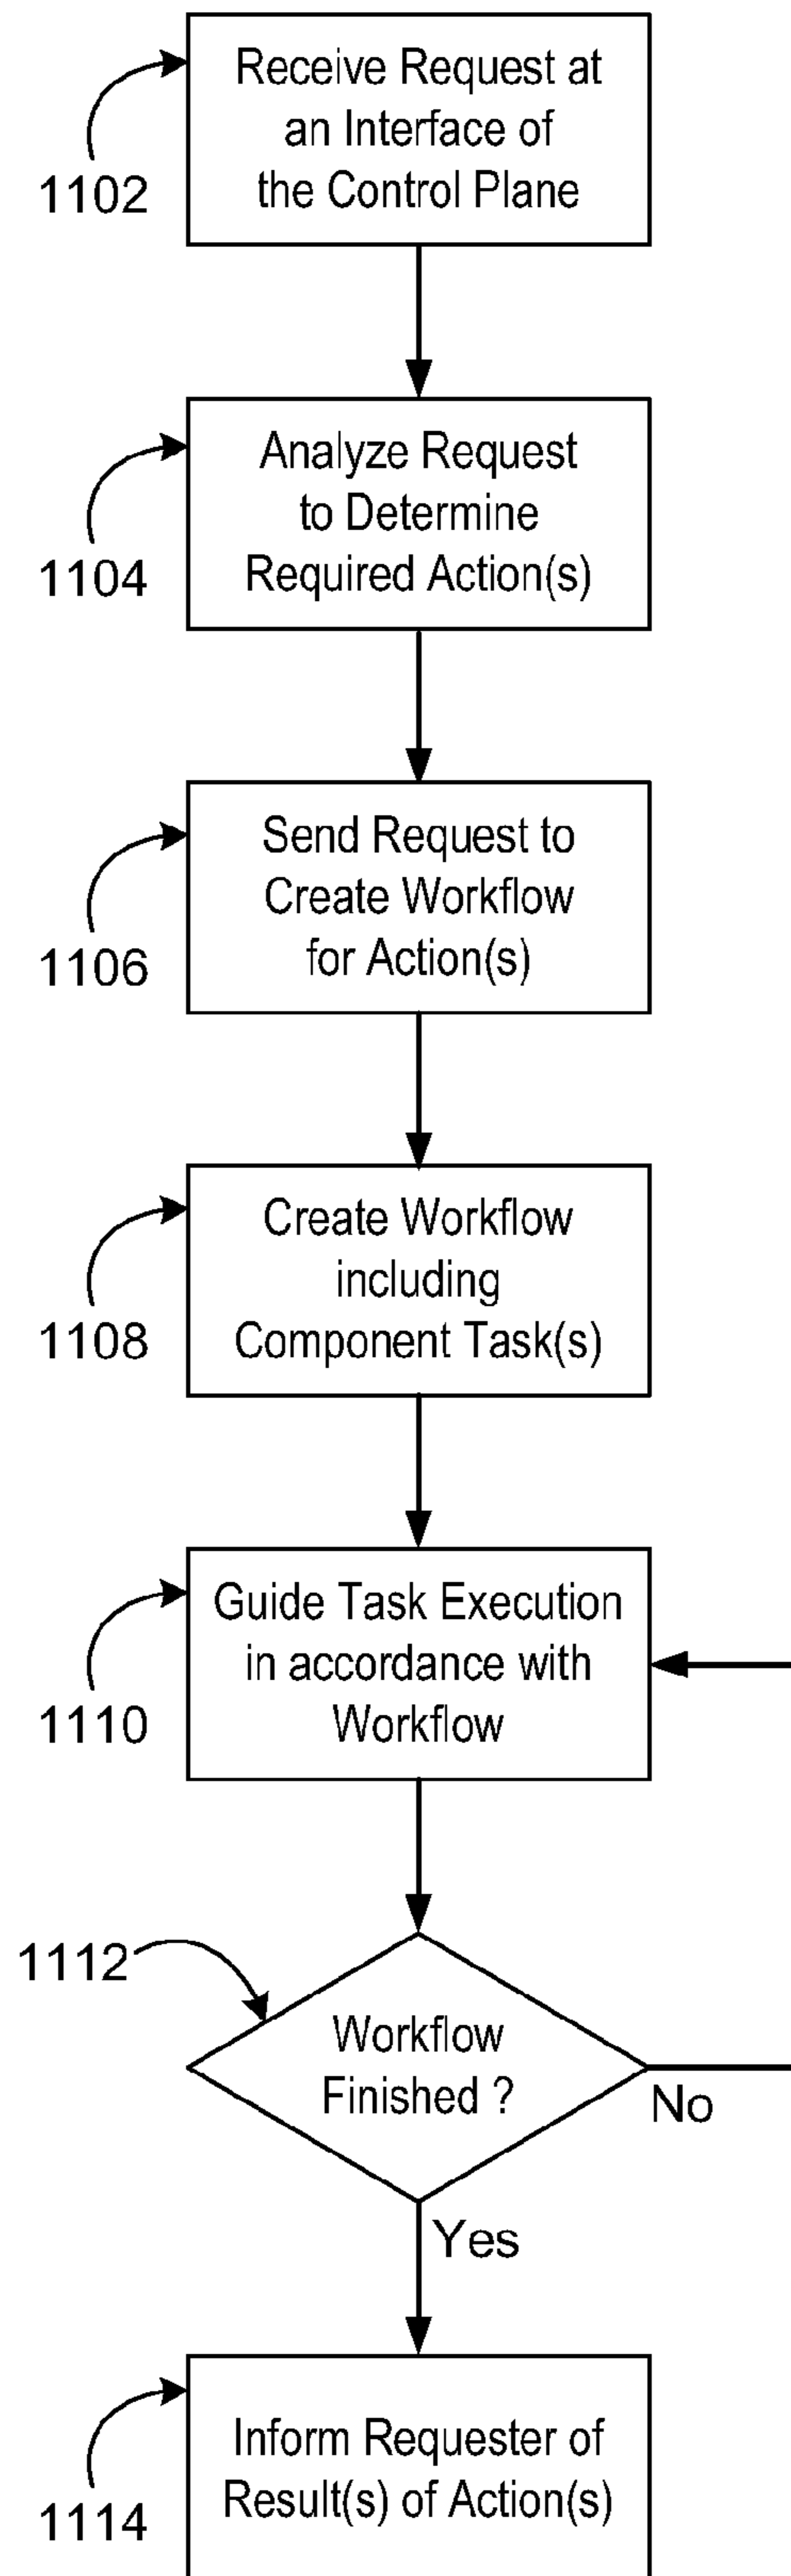 Receive Request at
an Interface of
the Control Plane
1102
Analyze Request
to Determine
Required Action(s)
1104
Send Request to
Create Workflow
for Action(s)
1106
Create Workflow
including
Component Task(s)
1108
Guide Task Execution
in accordance with
Workflow
1110
1112
Workflow
Finished ?
No
Yes
Inform Requester of
Result(s) of Action(s)
1114